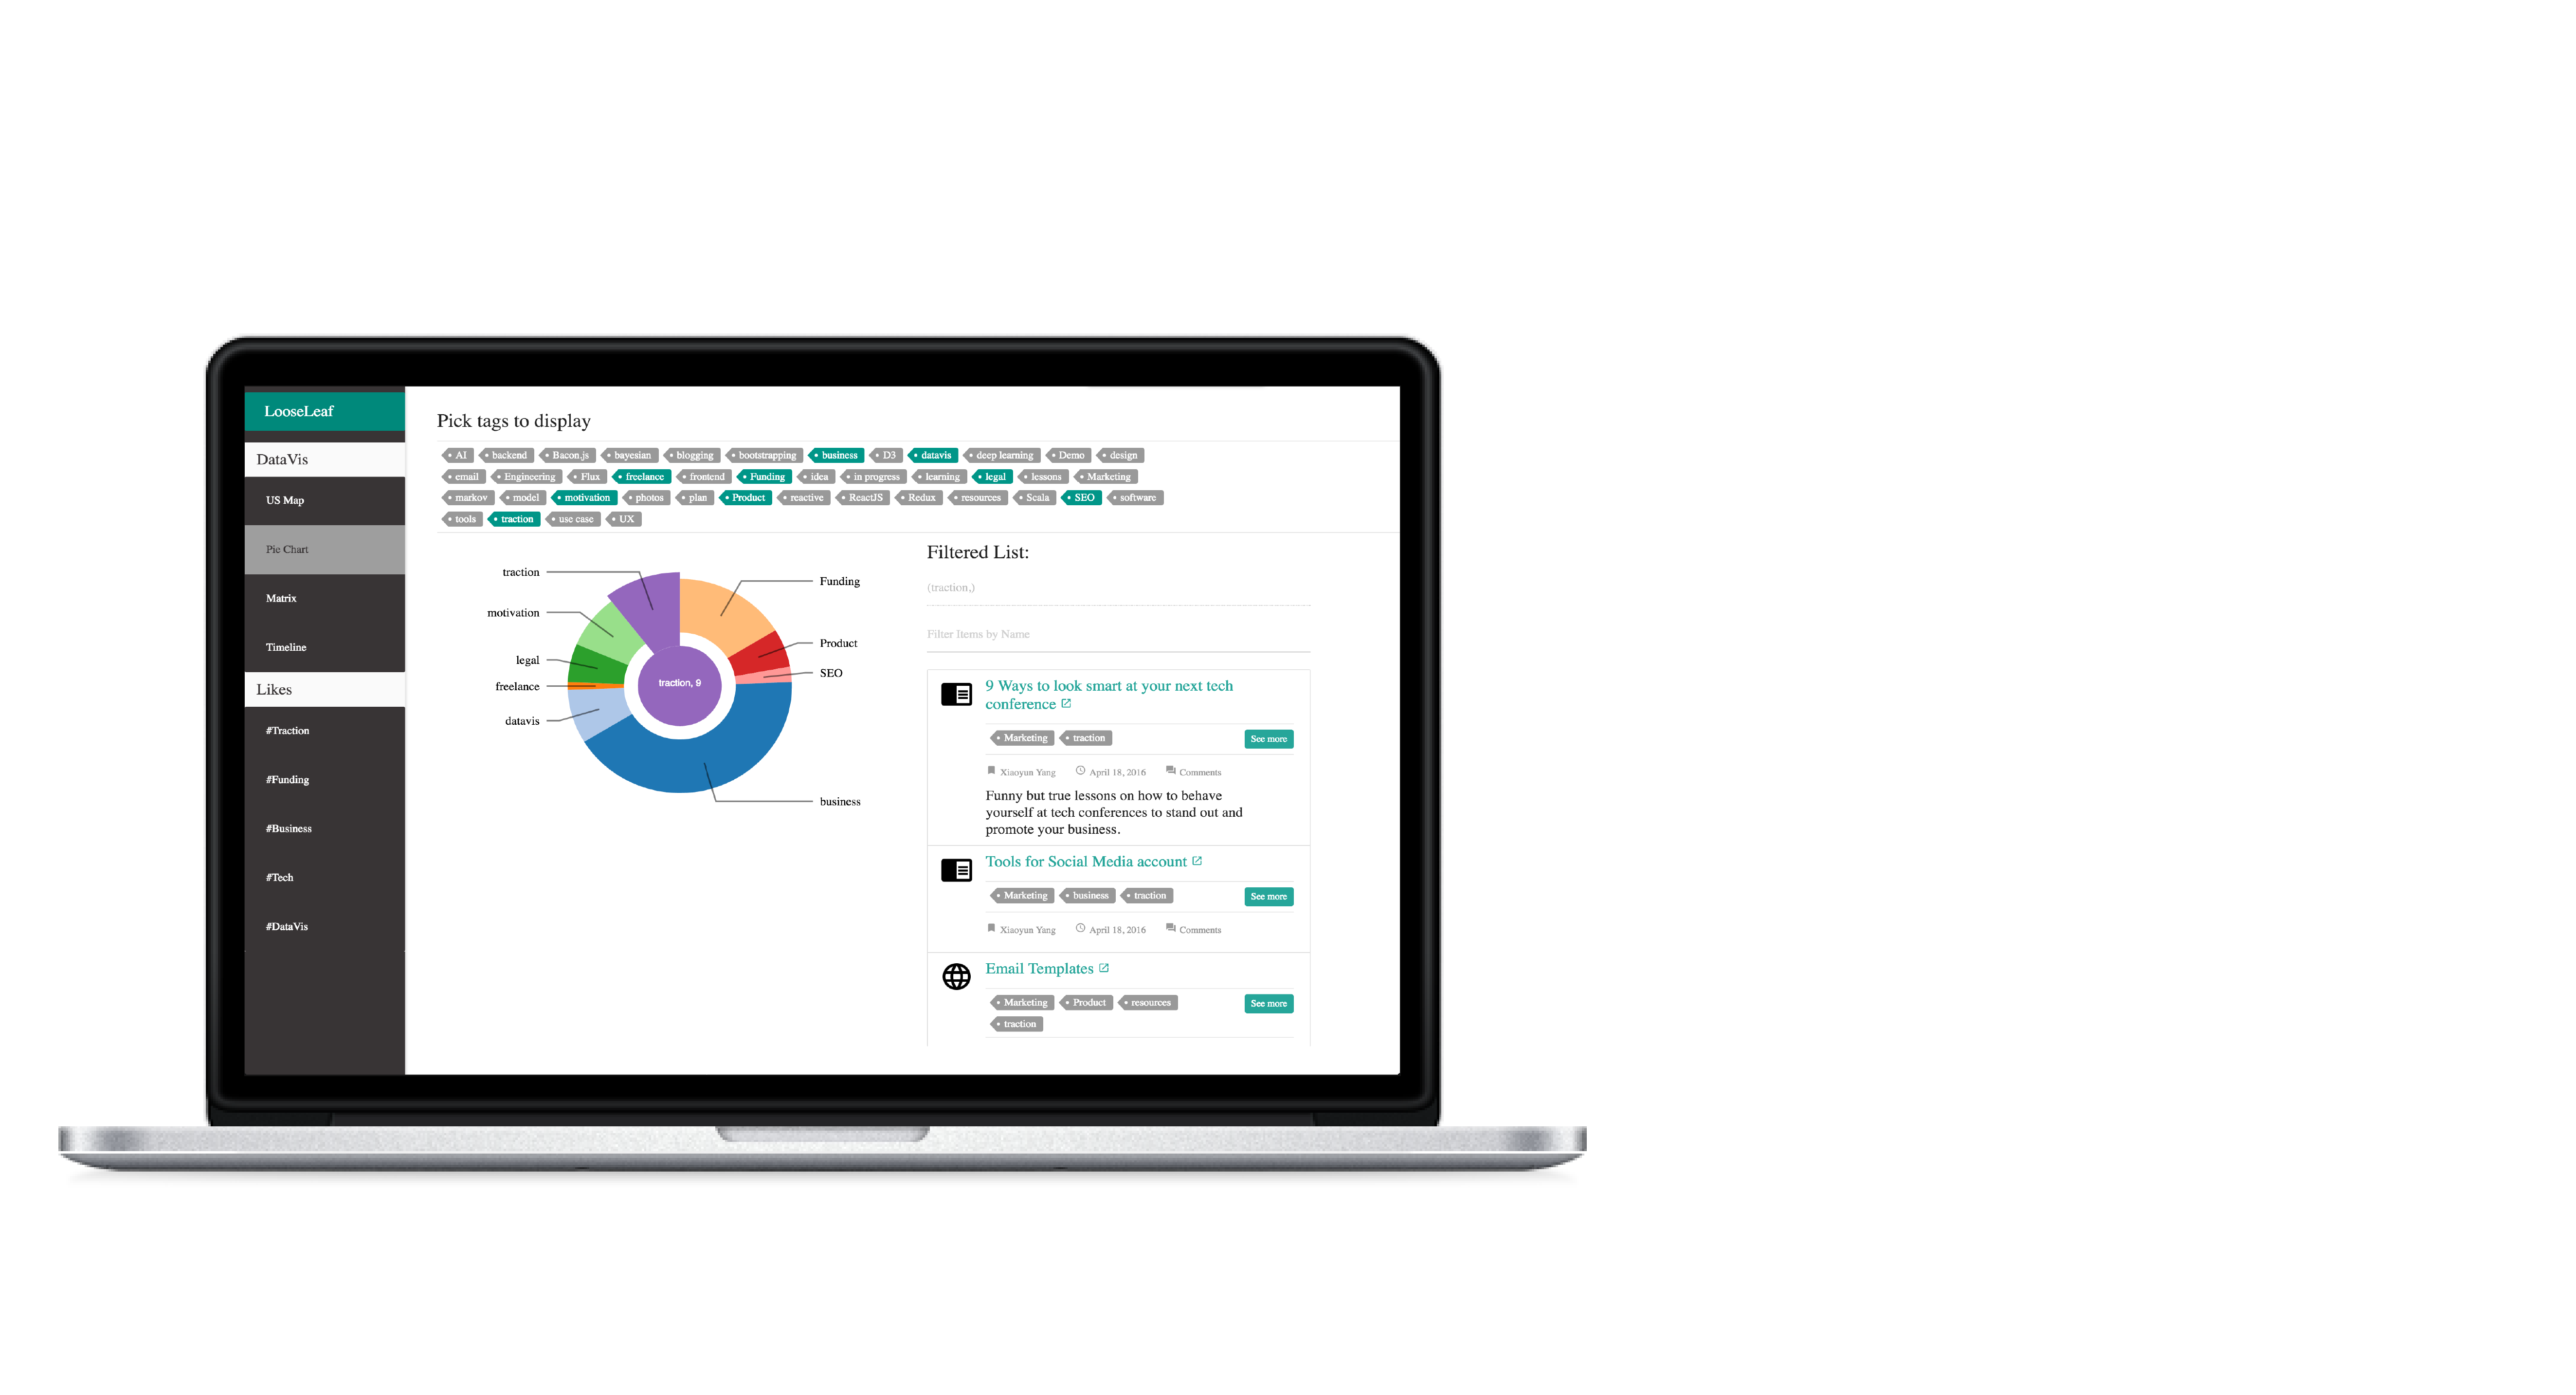 LooseLeaf
DataVis
US Map
Pie Chart
Matrix
Timeline
Likes
#Traction
#Funding
#Business
#Tech
#DataVis
Pick tags to display
AI backend Bacon.js bayesian blogging bootstrapping business D3 datavis deep learning Demo design
email Engineering Flux freelance frontend Funding idea in progress learning legal lessons Marketing
markov model motivation photos plan Product reactive ReactJS Redux resources Scala SEO software
tools traction use case UX
traction
motivation
legal
freelance
datavis
Funding
Product
SEO
business
traction, 9
Filtered List:
(traction,)
Filter Items by Name
9 Ways to look smart at your next tech
conference
Marketing traction See more
Xiaoyun Yang April 18, 2016 Comments
Funny but true lessons on how to behave
yourself at tech conferences to stand out and
promote your business.
Tools for Social Media account
Marketing business traction See more
Xiaoyun Yang April 18, 2016 Comments
Email Templates
Marketing Product resources See more
traction